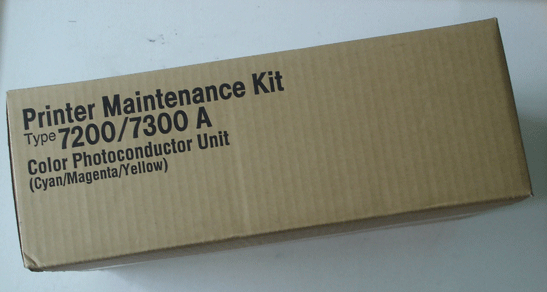 Printer Maintenance Kit
Type 7200/7300 A
Color Photoconductor Unit
(Cyan/Magenta/Yellow)